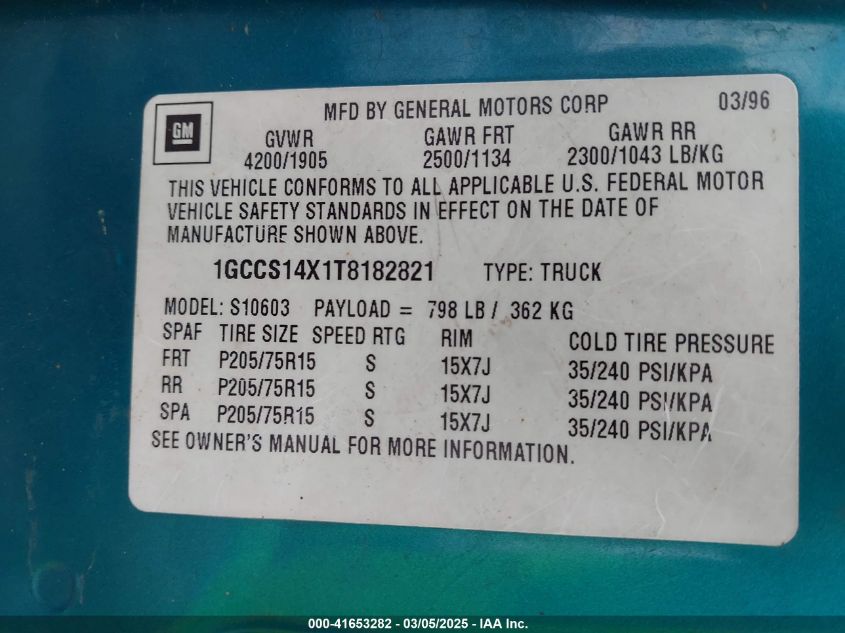 GM
MFD BY GENERAL MOTORS CORP 03/96
GVWR GAWR FRT GAWR RR
4200/1905 2500/1134 2300/1043 LB/KG
THIS VEHICLE CONFORMS TO ALL APPLICABLE U.S. FEDERAL MOTOR
VEHICLE SAFETY STANDARDS IN EFFECT ON THE DATE OF
MANUFACTURE SHOWN ABOVE.
1GCCS14X1T8182821 TYPE: TRUCK
MODEL: S10603 PAYLOAD = 798 LB / 362 KG
SPAF TIRE SIZE SPEED RTG RIM COLD TIRE PRESSURE
FRT P205/75R15 S 15X7J 35/240 PSI/KPA
RR P205/75R15 S 15X7J 35/240 PSI/KPA
SPA P205/75R15 S 15X7J 35/240 PSI/KPA
SEE OWNER'S MANUAL FOR MORE INFORMATION.
000-41653282 - 03/05/2025 - IAA Inc.